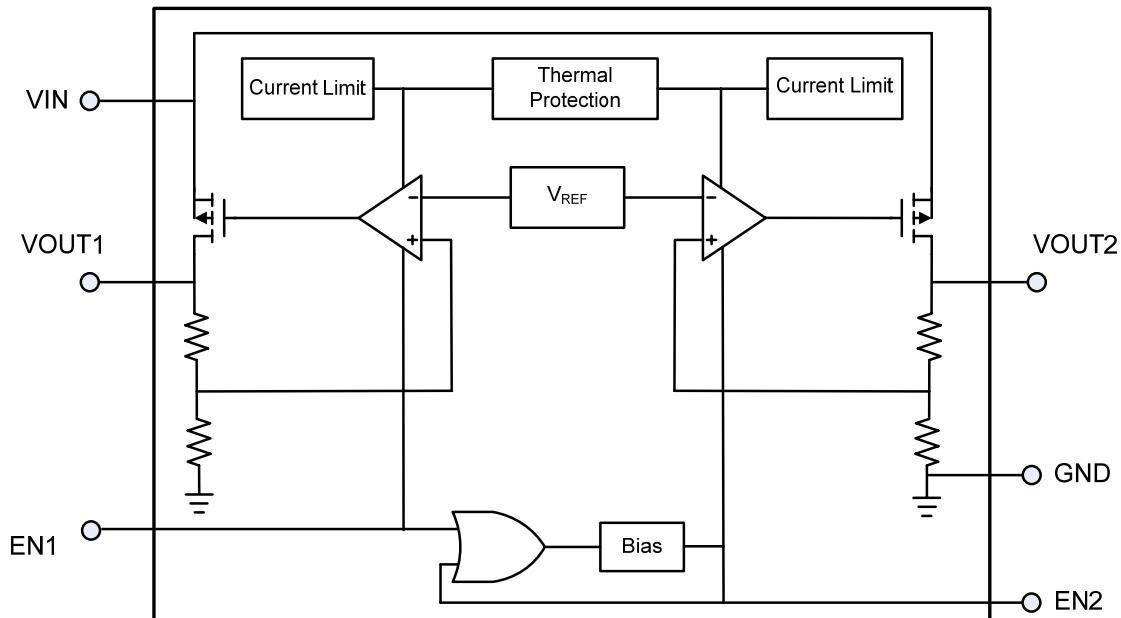 Current Limit
Thermal
Protection
Current Limit
VIN
VREF
−
−
+
+
VOUT1
VOUT2
GND
EN1
Bias
EN2